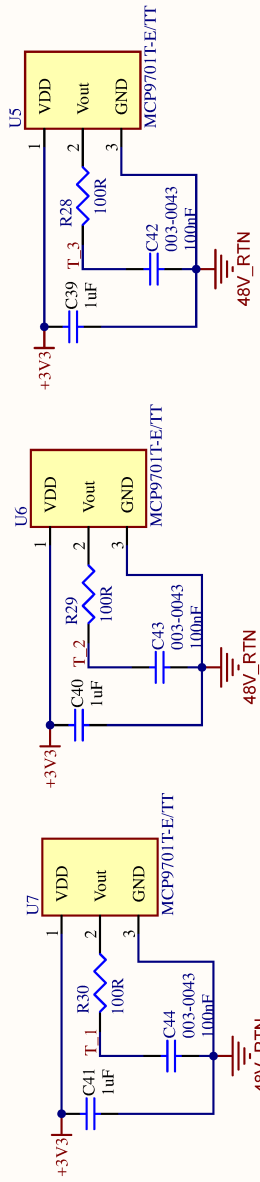 U7
VDD
Vout
GND
1
2
3
MCP9701T-E/TT
R30
100R
T_1
C41
1uF
C44
003-0043
100nF
+3V3
48V_RTN
U6
VDD
Vout
GND
1
2
3
MCP9701T-E/TT
R29
100R
T_2
C40
1uF
C43
003-0043
100nF
+3V3
48V_RTN
U5
VDD
Vout
GND
1
2
3
MCP9701T-E/TT
R28
100R
T_3
C39
1uF
C42
003-0043
100nF
+3V3
48V_RTN